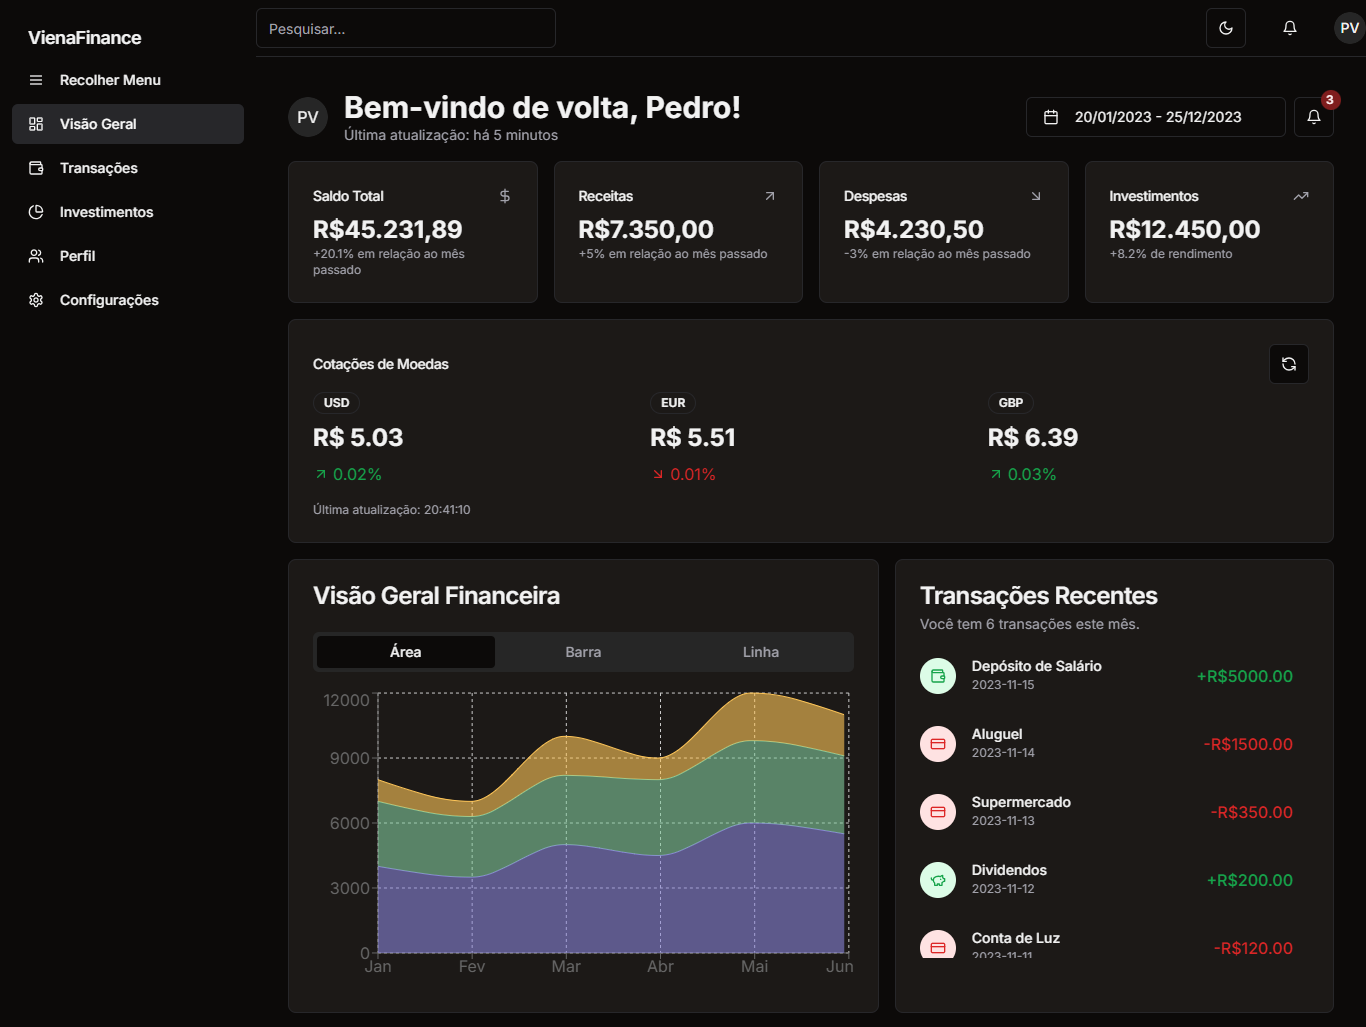 VienaFinance
Recolher Menu
Visão Geral
Transações
Investimentos
Perfil
Configurações
Pesquisar...
PV
PV
Bem-vindo de volta, Pedro!
Última atualização: há 5 minutos
20/01/2023 - 25/12/2023
3
Saldo Total
R$45.231,89
+20.1% em relação ao mês
passado
Receitas
R$7.350,00
+5% em relação ao mês passado
Despesas
R$4.230,50
-3% em relação ao mês passado
Investimentos
R$12.450,00
+8.2% de rendimento
Cotações de Moedas
USD
R$ 5.03
0.02%
EUR
R$ 5.51
0.01%
GBP
R$ 6.39
0.03%
Última atualização: 20:41:10
Visão Geral Financeira
Área Barra Linha
12000
9000
6000
3000
0
Jan Fev Mar Abr Mai Jun
Transações Recentes
Você tem 6 transações este mês.
Depósito de Salário
2023-11-15
+R$5000.00
Aluguel
2023-11-14
-R$1500.00
Supermercado
2023-11-13
-R$350.00
Dividendos
2023-11-12
+R$200.00
Conta de Luz
2023-11-11
-R$120.00